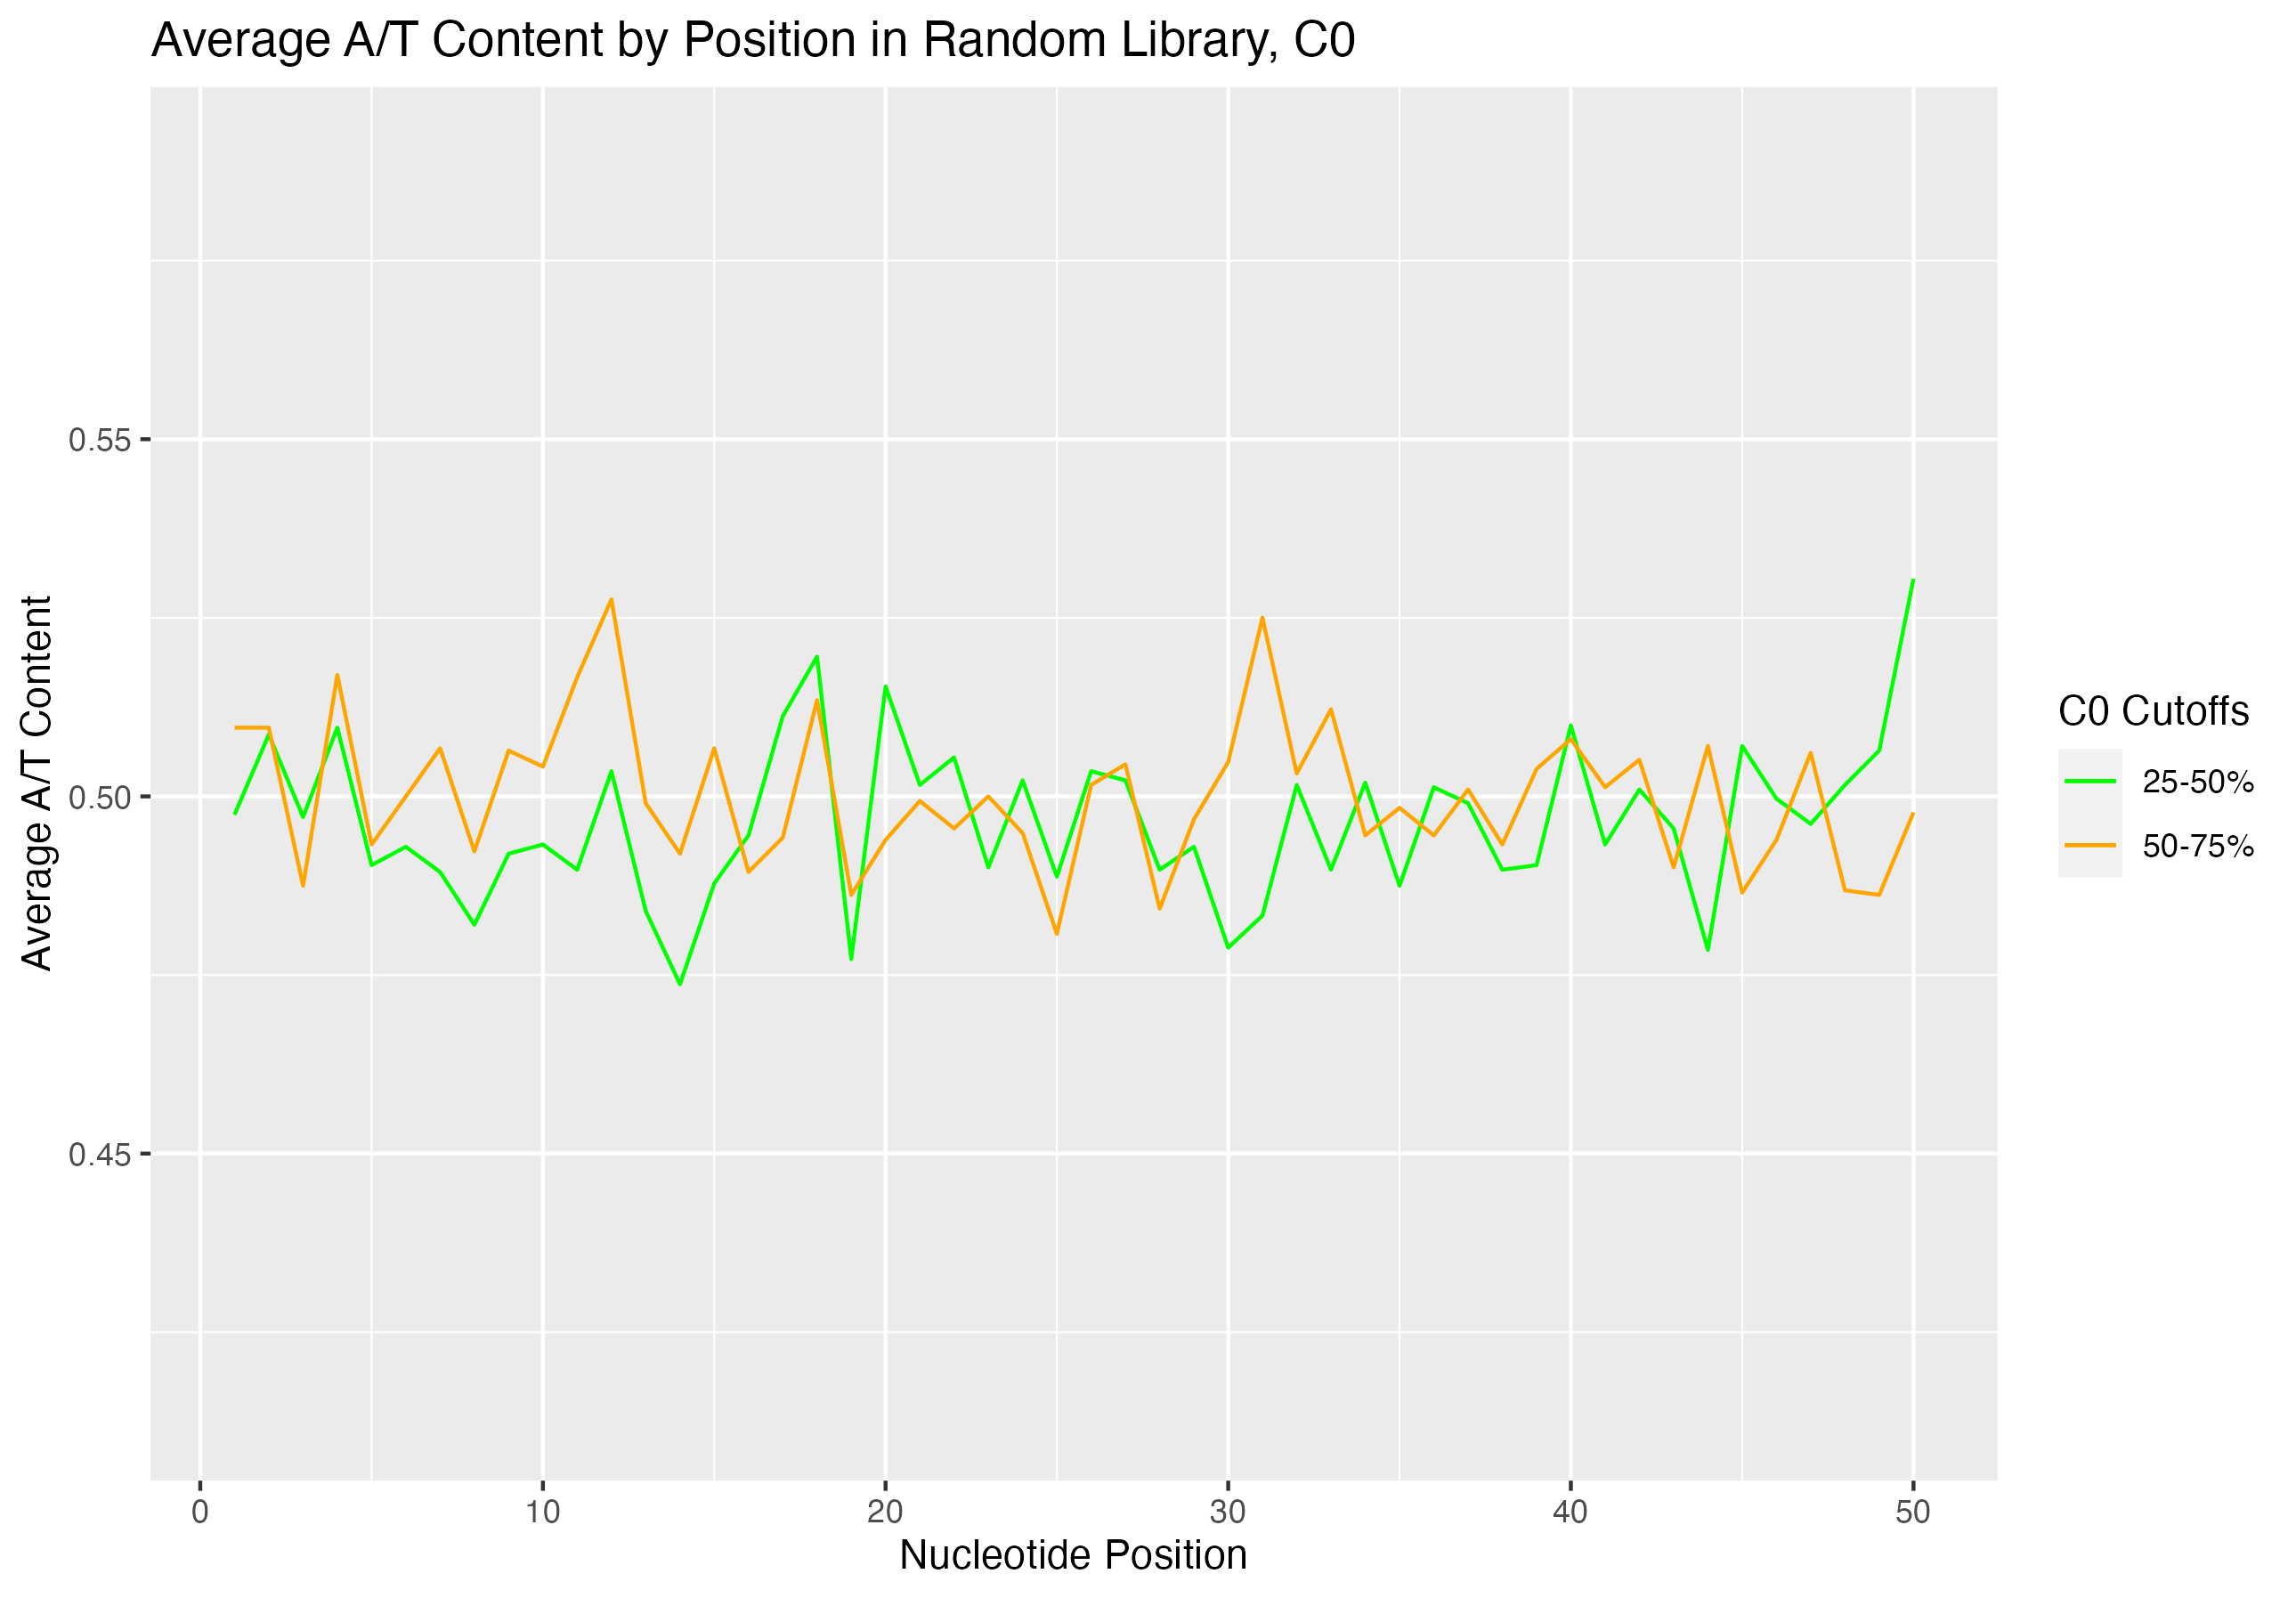 Average A/T Content by Position in Random Library, C0
Average A/T Content
0.55
0.50
0.45
0 10 20 30 40 50
Nucleotide Position
C0 Cutoffs
25-50%
50-75%